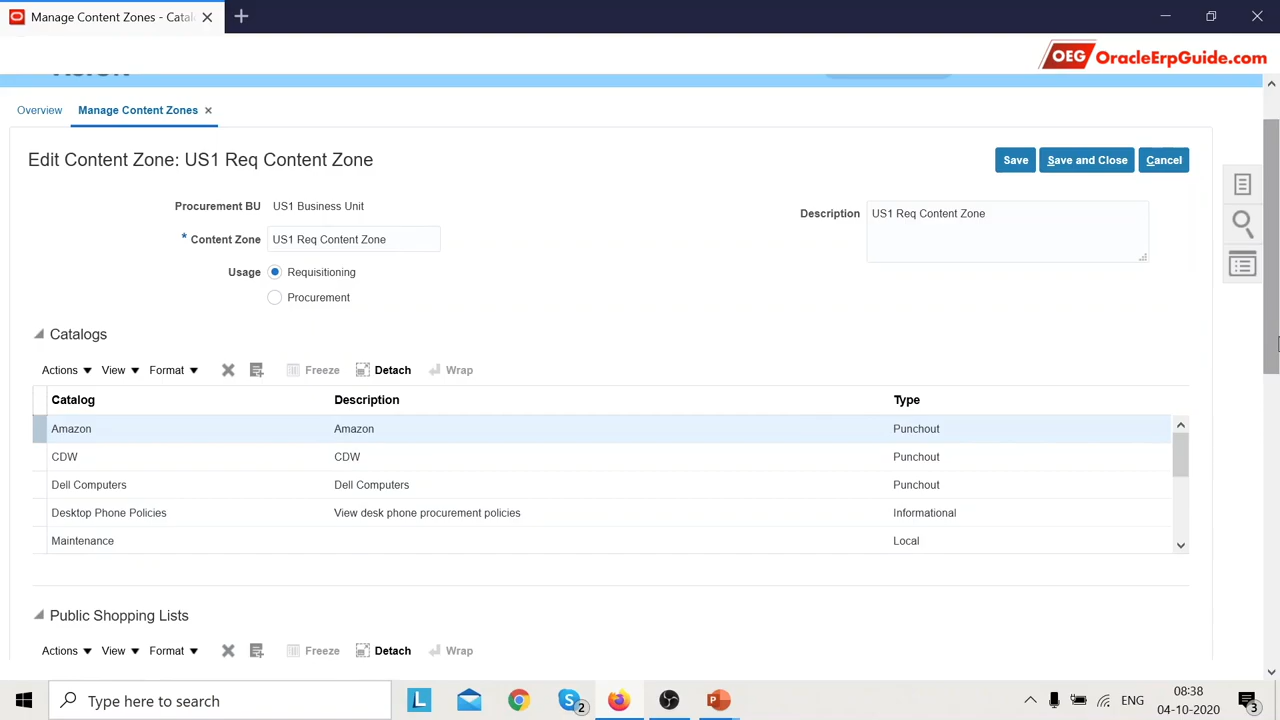 Manage Content Zones - Catal
OEG OracleErpGuide.com
Overview
Manage Content Zones
Edit Content Zone: US1 Req Content Zone
Save
Save and Close
Cancel
Procurement BU US1 Business Unit
Description US1 Req Content Zone
* Content Zone US1 Req Content Zone
Usage Requisitioning
Procurement
Catalogs
Actions View Format Freeze Detach Wrap
Catalog Description Type
Amazon Amazon Punchout
CDW CDW Punchout
Dell Computers Dell Computers Punchout
Desktop Phone Policies View desk phone procurement policies Informational
Maintenance Local
Public Shopping Lists
Actions View Format Freeze Detach Wrap
Type here to search
L
2
ENG
08:38
04-10-2020
3